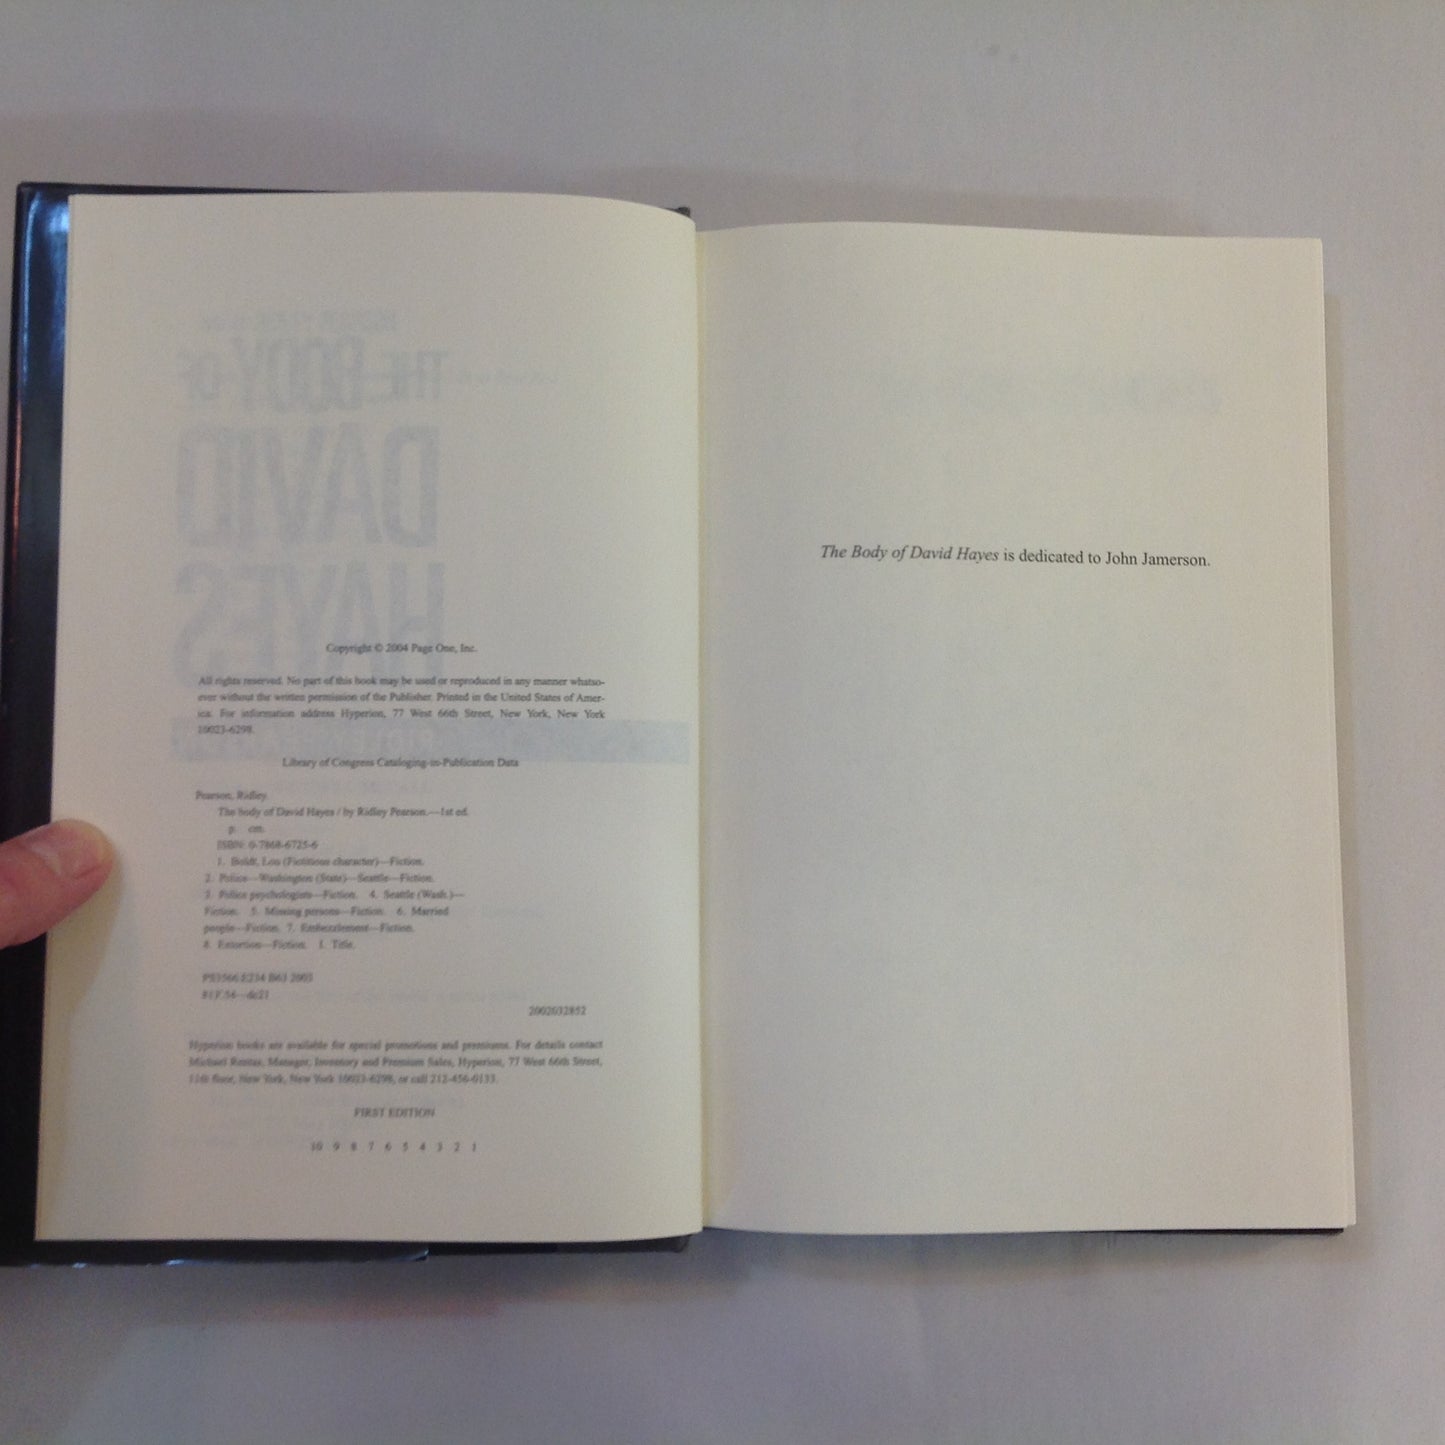 Copyright © 2004 Page One, Inc.
All rights reserved. No part of this book may be used or reproduced in any manner whatso-
ever without the written permission of the Publisher. Printed in the United States of Amer-
ica. For information address Hyperion, 77 West 66th Street, New York, New York
10023-6298.
Library of Congress Cataloging-in-Publication Data
Pearson, Ridley.
The body of David Hayes / by Ridley Pearson.—1st ed.
p. cm.
ISBN: 0-7868-6725-6
1. Boldt, Lou (Fictitious character)—Fiction.
2. Police—Washington (State)—Seattle—Fiction.
3. Police psychologists—Fiction. 4. Seattle (Wash.)—
Fiction. 5. Missing persons—Fiction. 6. Married
people—Fiction. 7. Embezzlement—Fiction.
8. Extortion—Fiction. I. Title.
PS3566.E234 B63 2003
813'.54—dc21
2002032852
Hyperion books are available for special promotions and premiums. For details contact
Michael Rentas, Manager, Inventory and Premium Sales, Hyperion, 77 West 66th Street,
11th floor, New York, New York 10023-6298, or call 212-456-0133.
FIRST EDITION
10 9 8 7 6 5 4 3 2 1
The Body of David Hayes is dedicated to John Jamerson.